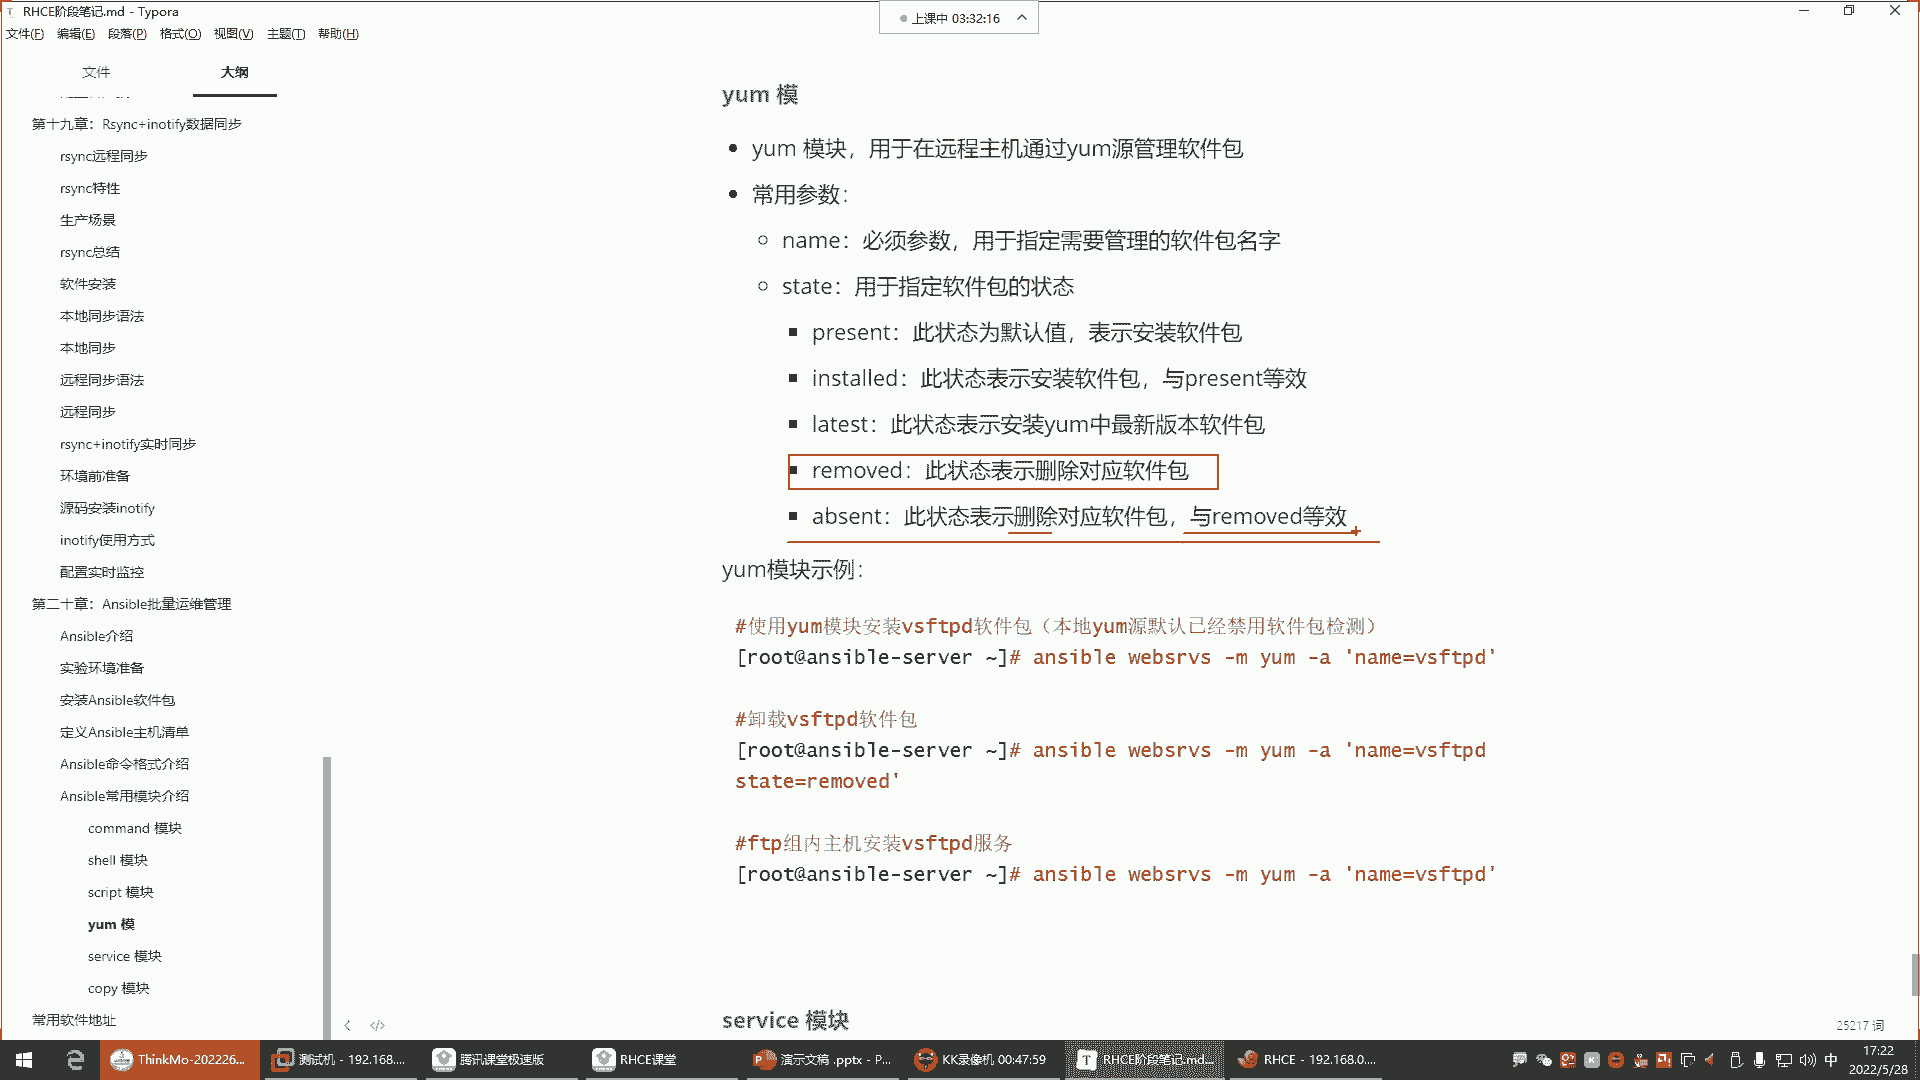 RHCE阶段笔记.md - Typora
上课中 03:32:16
文件(F) 编辑(E) 段落(P) 格式(O) 视图(V) 主题(T) 帮助(H)
文件
大纲
第十九章：Rsync+inotify数据同步
rsync远程同步
rsync特性
生产场景
rsync总结
软件安装
本地同步语法
本地同步
远程同步语法
远程同步
rsync+inotify实时同步
环境前准备
源码安装inotify
inotify使用方式
配置实时监控
第二十章：Ansible批量运维管理
Ansible介绍
实验环境准备
安装Ansible软件包
定义Ansible主机清单
Ansible命令格式介绍
Ansible常用模块介绍
command 模块
shell 模块
script 模块
yum 模
service 模块
copy 模块
常用软件地址
yum 模
yum 模块，用于在远程主机通过yum源管理软件包
常用参数：
name：必须参数，用于指定需要管理的软件包名字
state：用于指定软件包的状态
present：此状态为默认值，表示安装软件包
installed：此状态表示安装软件包，与present等效
latest：此状态表示安装yum中最新版本软件包
removed：此状态表示删除对应软件包
absent：此状态表示删除对应软件包，与removed等效
yum模块示例：
#使用yum模块安装vsftpd软件包（本地yum源默认已经禁用软件包检测）
[root@ansible-server ~]# ansible websrvs -m yum -a 'name=vsftpd'
#卸载vsftpd软件包
[root@ansible-server ~]# ansible websrvs -m yum -a 'name=vsftpd
state=removed'
#ftp组内主机安装vsftpd服务
[root@ansible-server ~]# ansible websrvs -m yum -a 'name=vsftpd'
service 模块
25217 词
ThinkMo-202226...
测试机 - 192.168....
腾讯课堂极速版
RHCE课堂
演示文稿 .pptx - P...
KK录像机 00:47:59
RHCE阶段笔记.md...
RHCE - 192.168.0....
中
17:22
2022/5/28